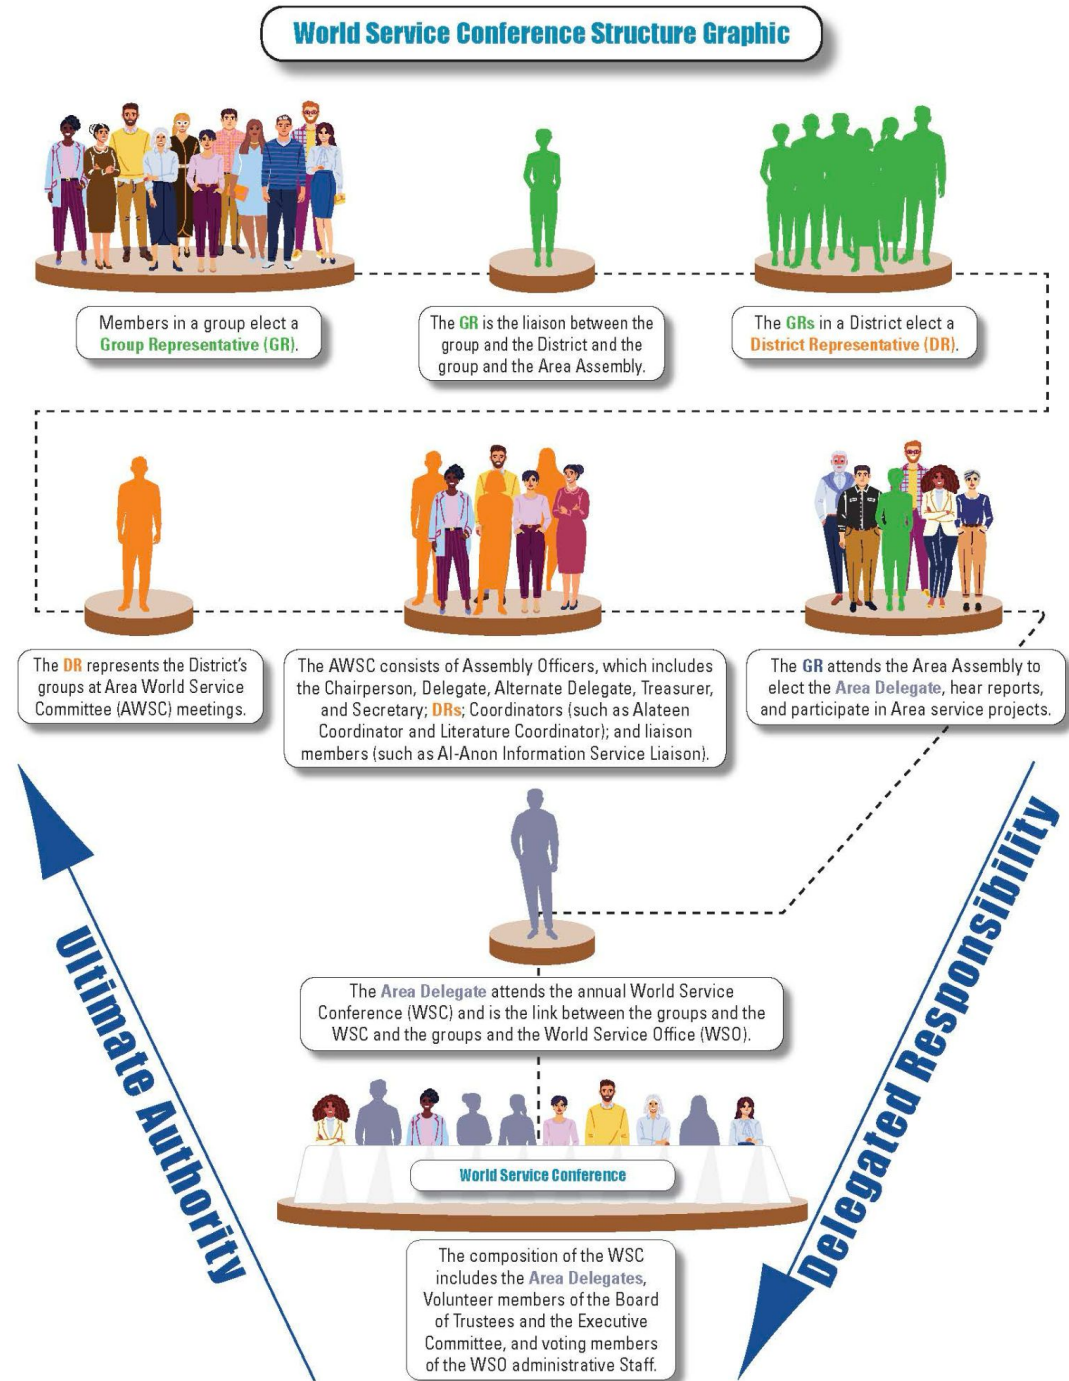 World Service Conference Structure Graphic
Members in a group elect a
Group Representative (GR).
The GR is the liaison between the
group and the District and the
group and the Area Assembly.
The GRs in a District elect a
District Representative (DR).
The DR represents the District's
groups at Area World Service
Committee (AWSC) meetings.
The AWSC consists of Assembly Officers, which includes
the Chairperson, Delegate, Alternate Delegate, Treasurer,
and Secretary; DRs; Coordinators (such as Alateen
Coordinator and Literature Coordinator); and liaison
members (such as Al-Anon Information Service Liaison).
The GR attends the Area Assembly to
elect the Area Delegate, hear reports,
and participate in Area service projects.
Ultimate Authority
Delegated Responsibility
The Area Delegate attends the annual World Service
Conference (WSC) and is the link between the groups and the
WSC and the groups and the World Service Office (WSO).
World Service Conference
The composition of the WSC
includes the Area Delegates,
Volunteer members of the Board
of Trustees and the Executive
Committee, and voting members
of the WSO administrative Staff.